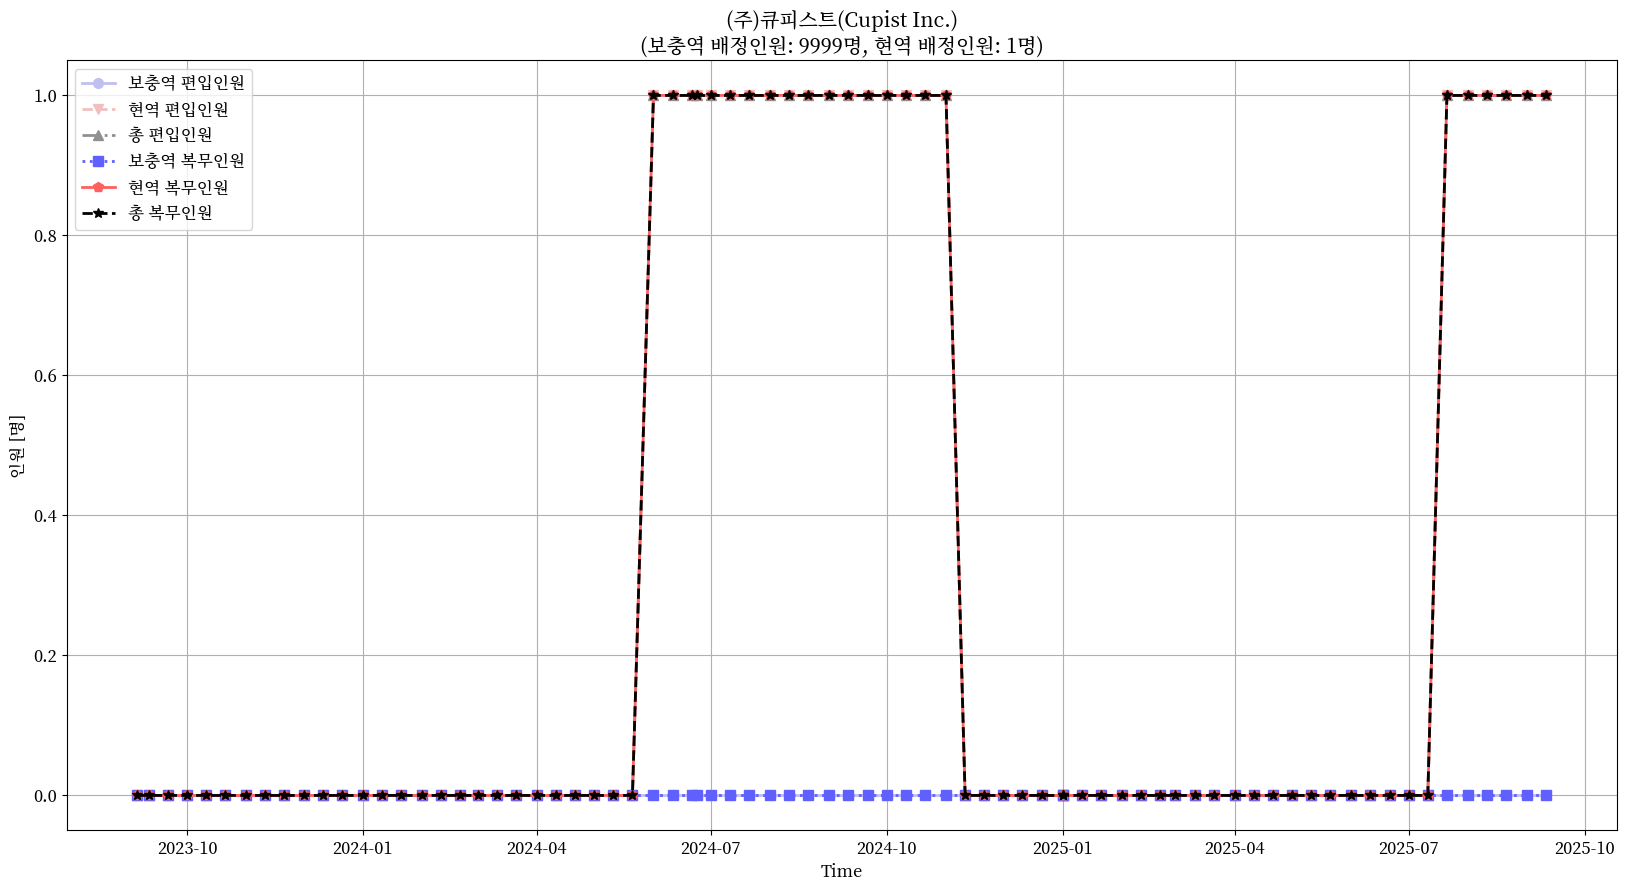 (주)큐피스트(Cupist Inc.)
(보충역 배정인원: 9999명, 현역 배정인원: 1명)
보충역 편입인원
현역 편입인원
총 편입인원
보충역 복무인원
현역 복무인원
총 복무인원
인원 [명]
1.0
0.8
0.6
0.4
0.2
0.0
2023-10
2024-01
2024-04
2024-07
2024-10
2025-01
2025-04
2025-07
2025-10
Time